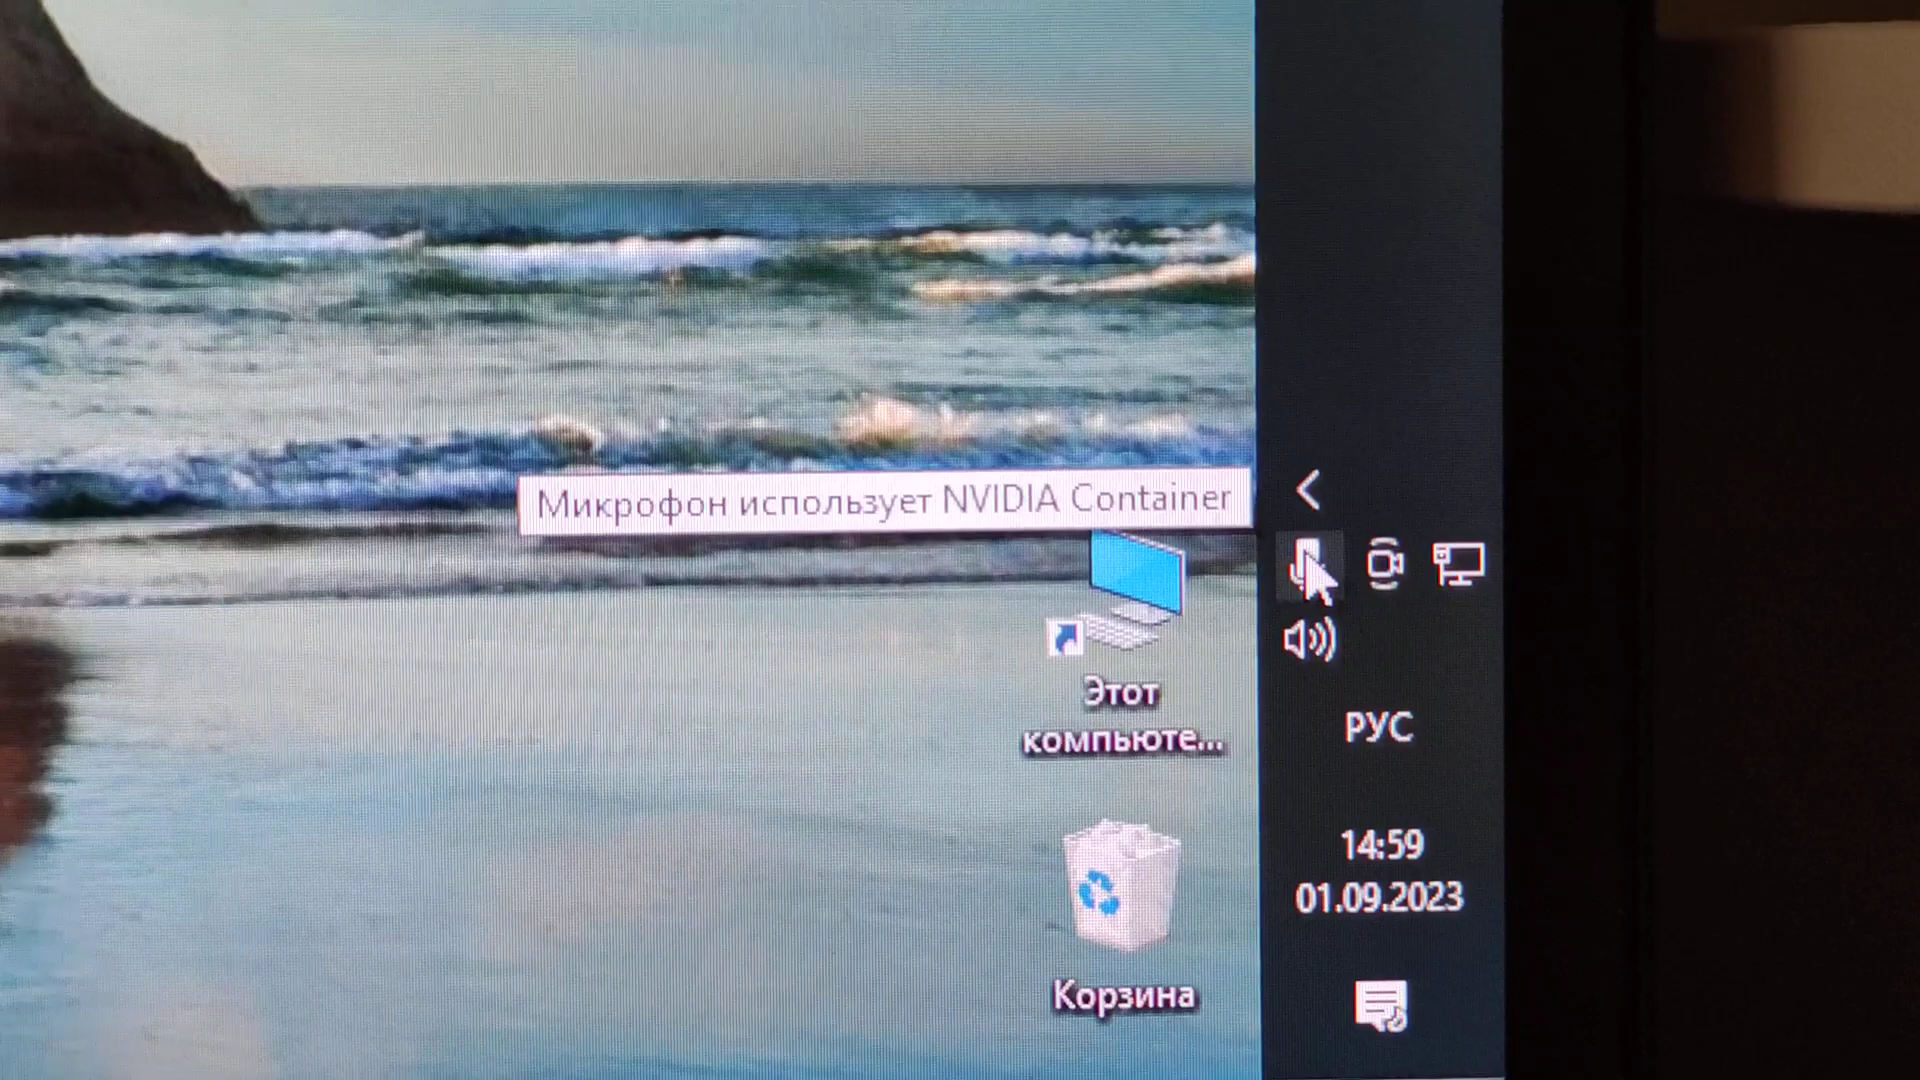 Микрофон использует NVIDIA Container
Этот
компьюте...
Корзина
РУС
14:59
01.09.2023